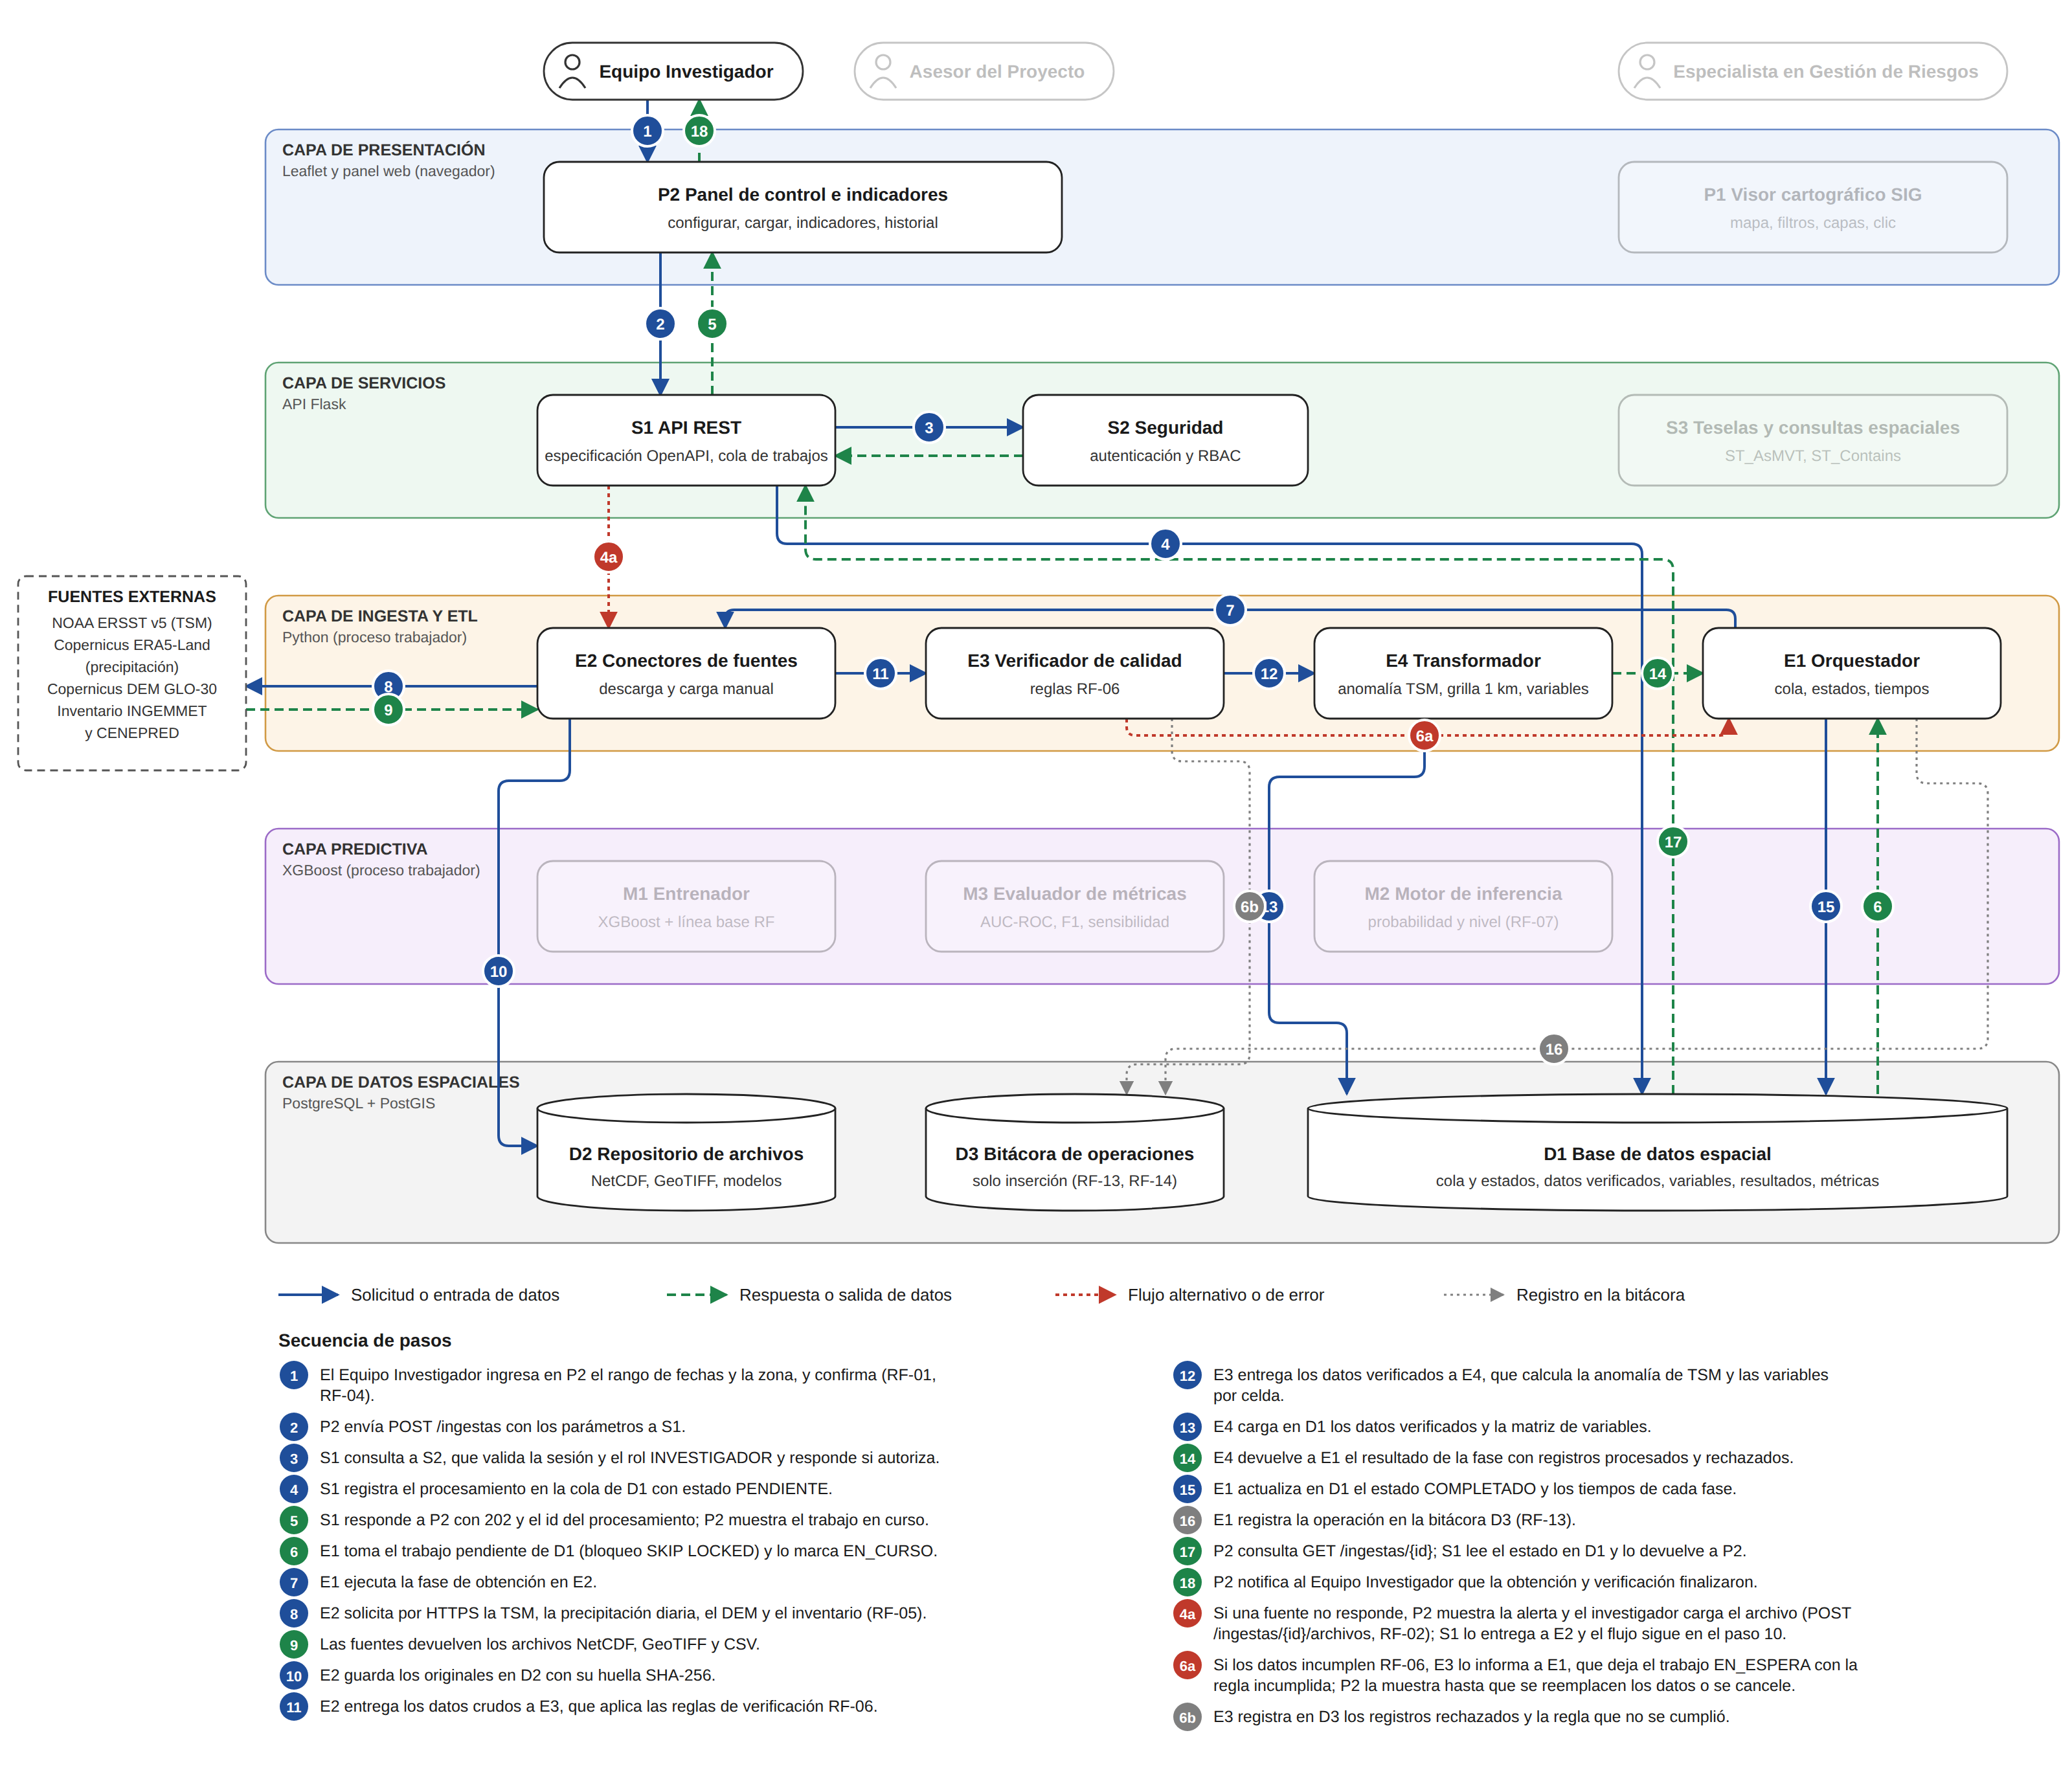 Equipo Investigador
Asesor del Proyecto
Especialista en Gestión de Riesgos
1
18
CAPA DE PRESENTACIÓN
Leaflet y panel web (navegador)
P2 Panel de control e indicadores
configurar, cargar, indicadores, historial
P1 Visor cartográfico SIG
mapa, filtros, capas, clic
2
5
CAPA DE SERVICIOS
API Flask
S1 API REST
especificación OpenAPI, cola de trabajos
3
S2 Seguridad
autenticación y RBAC
S3 Teselas y consultas espaciales
ST_AsMVT, ST_Contains
4a
4
FUENTES EXTERNAS
NOAA ERSST v5 (TSM)
Copernicus ERA5-Land
(precipitación)
Copernicus DEM GLO-30
Inventario INGEMMET
y CENEPRED
CAPA DE INGESTA Y ETL
Python (proceso trabajador)
7
8
9
E2 Conectores de fuentes
descarga y carga manual
11
E3 Verificador de calidad
reglas RF-06
12
E4 Transformador
anomalía TSM, grilla 1 km, variables
14
E1 Orquestador
cola, estados, tiempos
6a
CAPA PREDICTIVA
XGBoost (proceso trabajador)
17
M1 Entrenador
XGBoost + línea base RF
M3 Evaluador de métricas
AUC-ROC, F1, sensibilidad
6b
13
M2 Motor de inferencia
probabilidad y nivel (RF-07)
15
6
10
16
CAPA DE DATOS ESPACIALES
PostgreSQL + PostGIS
D2 Repositorio de archivos
NetCDF, GeoTIFF, modelos
D3 Bitácora de operaciones
solo inserción (RF-13, RF-14)
D1 Base de datos espacial
cola y estados, datos verificados, variables, resultados, métricas
Solicitud o entrada de datos
Respuesta o salida de datos
Flujo alternativo o de error
Registro en la bitácora
Secuencia de pasos
1 El Equipo Investigador ingresa en P2 el rango de fechas y la zona, y confirma (RF-01,
RF-04).
2 P2 envía POST /ingestas con los parámetros a S1.
3 S1 consulta a S2, que valida la sesión y el rol INVESTIGADOR y responde si autoriza.
4 S1 registra el procesamiento en la cola de D1 con estado PENDIENTE.
5 S1 responde a P2 con 202 y el id del procesamiento; P2 muestra el trabajo en curso.
6 E1 toma el trabajo pendiente de D1 (bloqueo SKIP LOCKED) y lo marca EN_CURSO.
7 E1 ejecuta la fase de obtención en E2.
8 E2 solicita por HTTPS la TSM, la precipitación diaria, el DEM y el inventario (RF-05).
9 Las fuentes devuelven los archivos NetCDF, GeoTIFF y CSV.
10 E2 guarda los originales en D2 con su huella SHA-256.
11 E2 entrega los datos crudos a E3, que aplica las reglas de verificación RF-06.
12 E3 entrega los datos verificados a E4, que calcula la anomalía de TSM y las variables
por celda.
13 E4 carga en D1 los datos verificados y la matriz de variables.
14 E4 devuelve a E1 el resultado de la fase con registros procesados y rechazados.
15 E1 actualiza en D1 el estado COMPLETADO y los tiempos de cada fase.
16 E1 registra la operación en la bitácora D3 (RF-13).
17 P2 consulta GET /ingestas/{id}; S1 lee el estado en D1 y lo devuelve a P2.
18 P2 notifica al Equipo Investigador que la obtención y verificación finalizaron.
4a Si una fuente no responde, P2 muestra la alerta y el investigador carga el archivo (POST
/ingestas/{id}/archivos, RF-02); S1 lo entrega a E2 y el flujo sigue en el paso 10.
6a Si los datos incumplen RF-06, E3 lo informa a E1, que deja el trabajo EN_ESPERA con la
regla incumplida; P2 la muestra hasta que se reemplacen los datos o se cancele.
6b E3 registra en D3 los registros rechazados y la regla que no se cumplió.